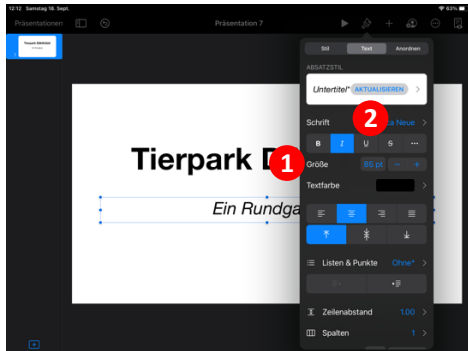 12:12 Samstag 18. Sept. 63%
Präsentationen Präsentation 7
Stil Text Anordnen
ABSATZSTIL
Untertitel* AKTUALISIEREN
2
Schrift Neue
B I U S
Tierpark
1
Größe 85 pt − +
Textfarbe
Ein Rundga
Listen & Punkte Ohne*
Zeilenabstand 1.00
Spalten 1